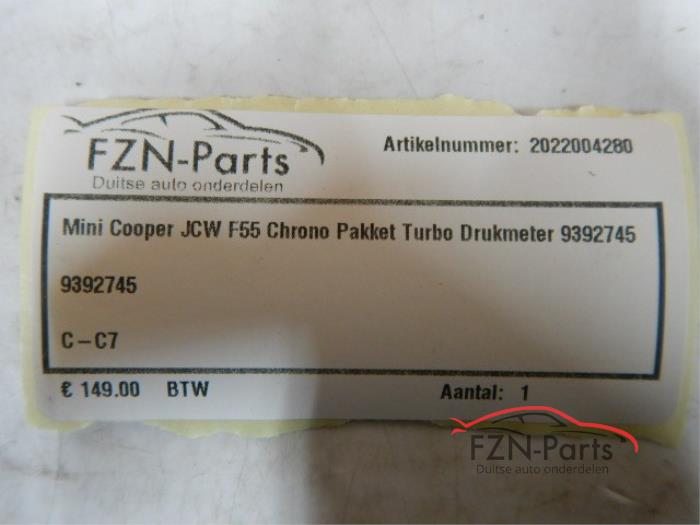 FZN-Parts
Duitse auto onderdelen
Artikelnummer: 2022004280
Mini Cooper JCW F55 Chrono Pakket Turbo Drukmeter 9392745
9392745
C-C7
€ 149.00 BTW
Aantal: 1
FZN-Parts
Duitse auto onderdelen